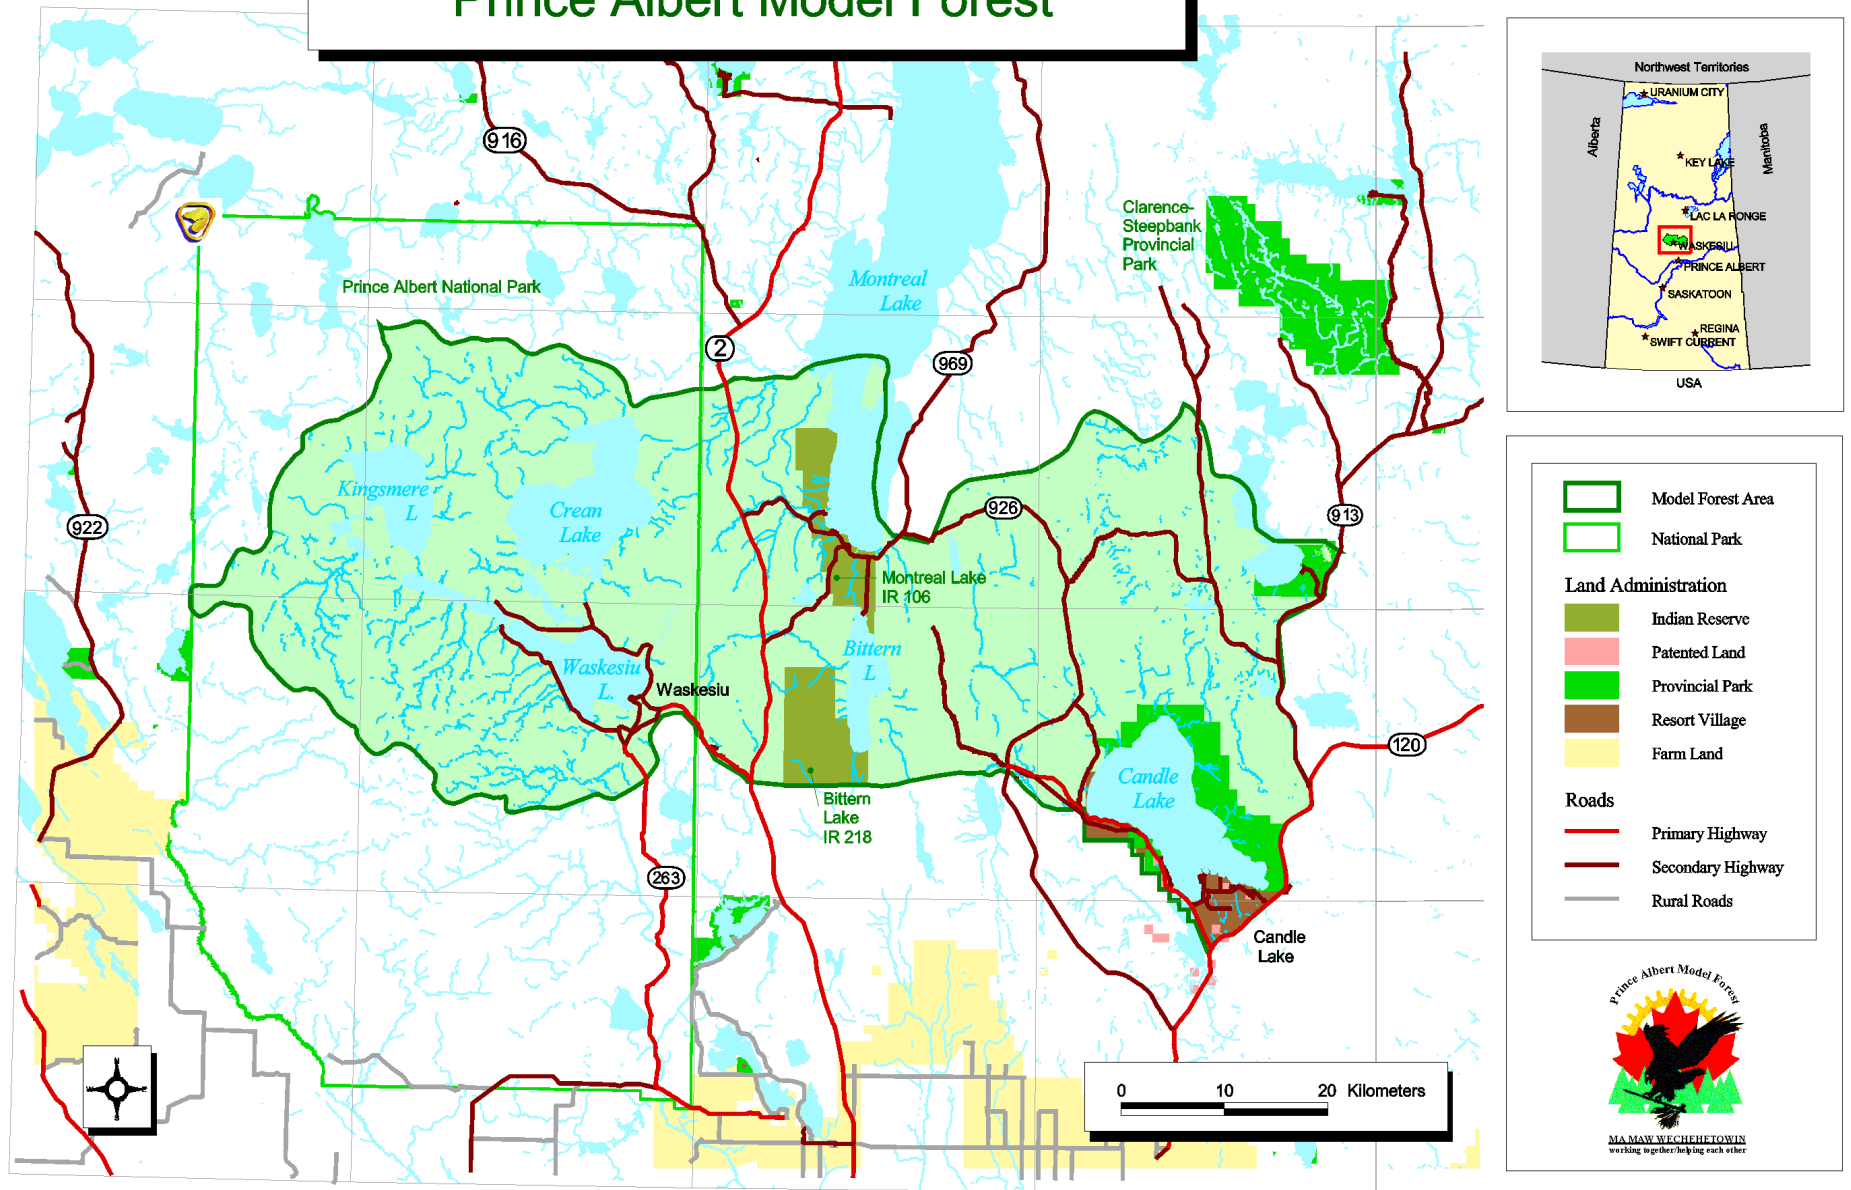 Prince Albert Model Forest
916
Prince Albert National Park
Montreal
Lake
Clarence-
Steepbank
Provincial
Park
2
969
Kingsmere
L
Crean
Lake
922
926
913
Montreal Lake
IR 106
Bittern
L
Waskesiu
L.
Waskesiu
120
Candle
Lake
Bittern
Lake
IR 218
263
Candle
Lake
N
W
E
S
0 10 20 Kilometers
Northwest Territories
URANIUM CITY
Alberta
Manitoba
KEY LAKE
LAC LA RONGE
WASKESIU
PRINCE ALBERT
SASKATOON
REGINA
SWIFT CURRENT
USA
Model Forest Area
National Park
Land Administration
Indian Reserve
Patented Land
Provincial Park
Resort Village
Farm Land
Roads
Primary Highway
Secondary Highway
Rural Roads
Prince Albert Model Forest
MA MAW WECHEHETOWIN
working together/helping each other